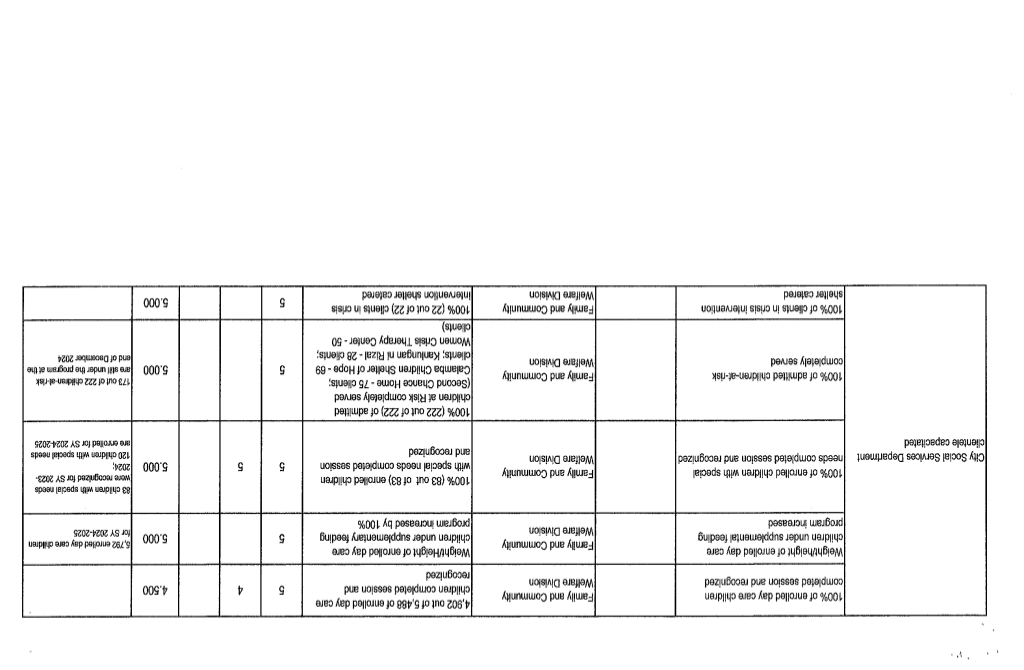 City Social Services Department
clientele capacitated
100% of enrolled day care children
completed session and recognized
Family and Community
Welfare Division
4,902 out of 5,468 of enrolled day care
children completed session and
recognized
5
4
4.500
Weight/height of enrolled day care
children under supplemental feeding
program increased
Family and Community
Welfare Division
Weight/Height of enrolled day care
children under supplementary feeding
program increased by 100%
5
5.000
5,792 enrolled day care children
for SY 2024-2025
100% of enrolled children with special
needs completed session and recognized
Family and Community
Welfare Division
100% (83 out of 83) enrolled children
with special needs completed session
and recognized
5
5
5.000
83 children with special needs
were recognized for SY 2023-
2024;
120 children with special needs
are enrolled for SY 2024-2025
100% of admitted children-at-risk
completely served
Family and Community
Welfare Division
100% (222 out of 222) of admitted
children at Risk completely served
(Second Chance Home - 75 clients;
Calamba Children Shelter of Hope - 69
clients; Kanlungan ni Rizal - 28 clients;
Women Crisis Therapy Center - 50
clients)
5
5.000
173 out of 222 children-at-risk
are still under the program at the
end of December 2024
100% of clients in crisis intervention
shelter catered
Family and Community
Welfare Division
100% (22 out of 22) clients in crisis
intervention shelter catered
5
5.000